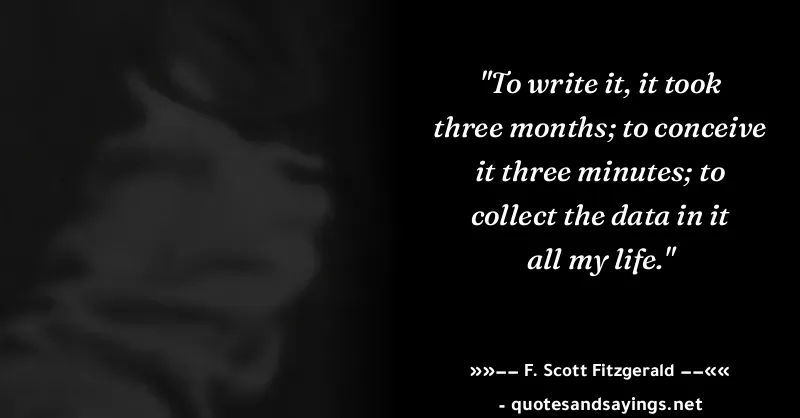 "To write it, it took
three months; to conceive
it three minutes; to
collect the data in it
all my life."
»»−− F. Scott Fitzgerald −−««
- quotesandsayings.net